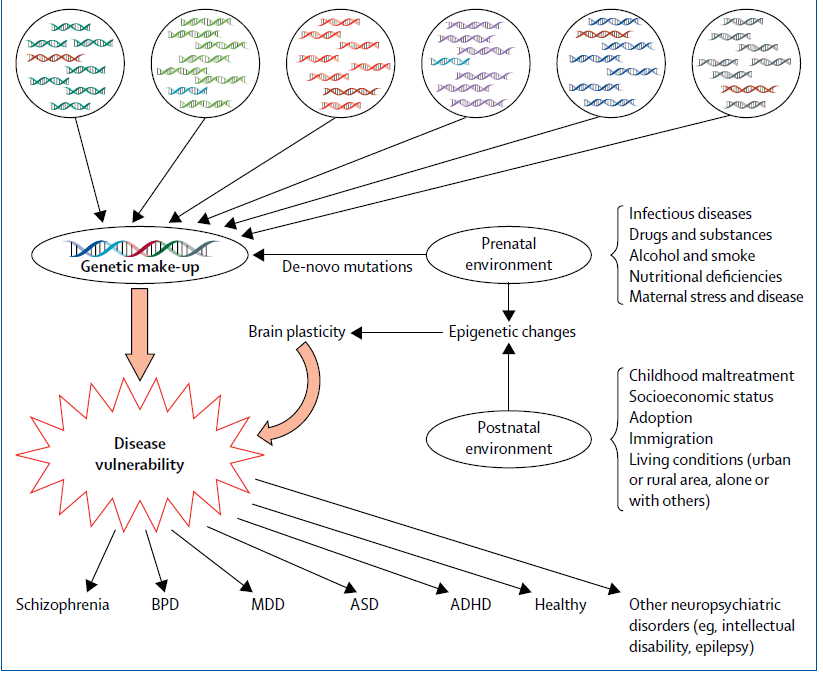 Genetic make-up
De-novo mutations
Prenatal
environment
Infectious diseases
Drugs and substances
Alcohol and smoke
Nutritional deficiencies
Maternal stress and disease
Brain plasticity
Epigenetic changes
Postnatal
environment
Childhood maltreatment
Socioeconomic status
Adoption
Immigration
Living conditions (urban
or rural area, alone or
with others)
Disease
vulnerability
Schizophrenia
BPD
MDD
ASD
ADHD
Healthy
Other neuropsychiatric
disorders (eg, intellectual
disability, epilepsy)